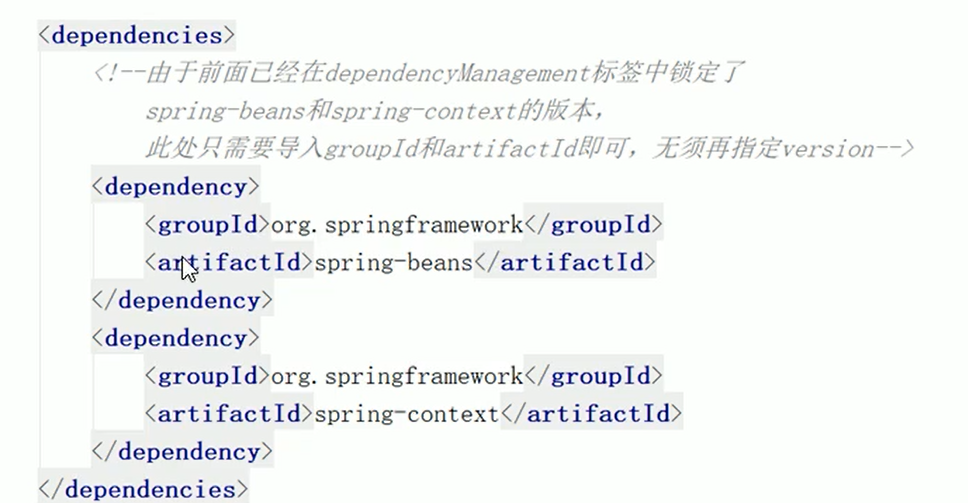 <dependencies>
<!--由于前面已经在dependencyManagement标签中锁定了
spring-beans和spring-context的版本，
此处只需要导入groupId和artifactId即可，无须再指定version-->
<dependency>
<groupId>org.springframework</groupId>
<artifactId>spring-beans</artifactId>
</dependency>
<dependency>
<groupId>org.springframework</groupId>
<artifactId>spring-context</artifactId>
</dependency>
</dependencies>